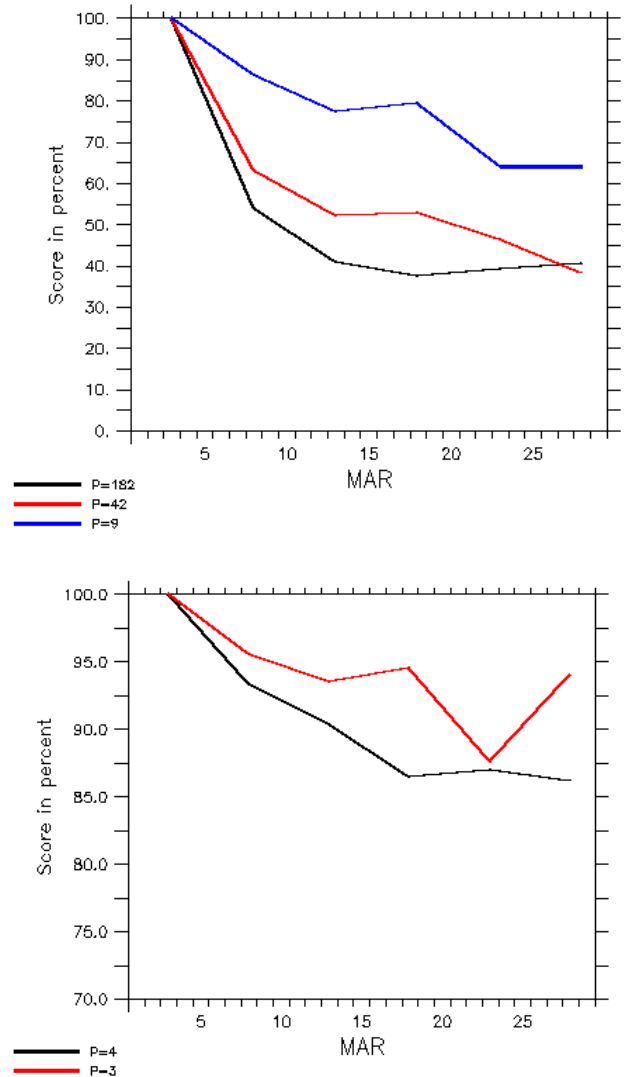 100.
90.
80.
70.
60.
50.
40.
30.
20.
10.
0.
Score in percent
5 10 15 20 25
MAR
P=182
P=42
P=9
100.0
95.0
90.0
85.0
80.0
75.0
70.0
Score in percent
5 10 15 20 25
MAR
P=4
P=3